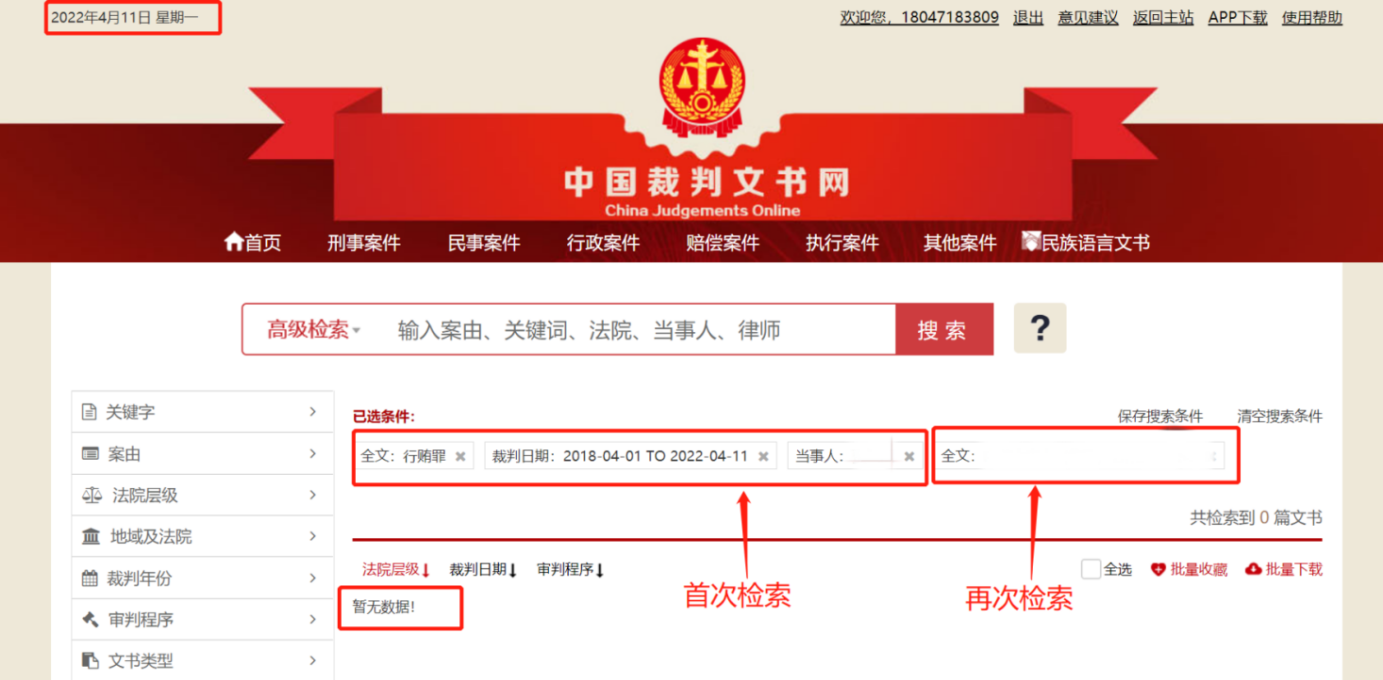 2022年4月11日 星期一
欢迎您，18047183809 退出 意见建议 返回主站 APP下载 使用帮助
中国裁判文书网
China Judgements Online
首页 刑事案件 民事案件 行政案件 赔偿案件 执行案件 其他案件 民族语言文书
高级检索 输入案由、关键词、法院、当事人、律师 搜索 ?
关键字
案由
法院层级
地域及法院
裁判年份
审判程序
文书类型
已选条件: 保存搜索条件 清空搜索条件
全文：行贿罪 × 裁判日期：2018-04-01 TO 2022-04-11 × 当事人： × 全文：
共检索到 0 篇文书
法院层级↓ 裁判日期↓ 审判程序↓ 全选 批量收藏 批量下载
暂无数据!
首次检索
再次检索